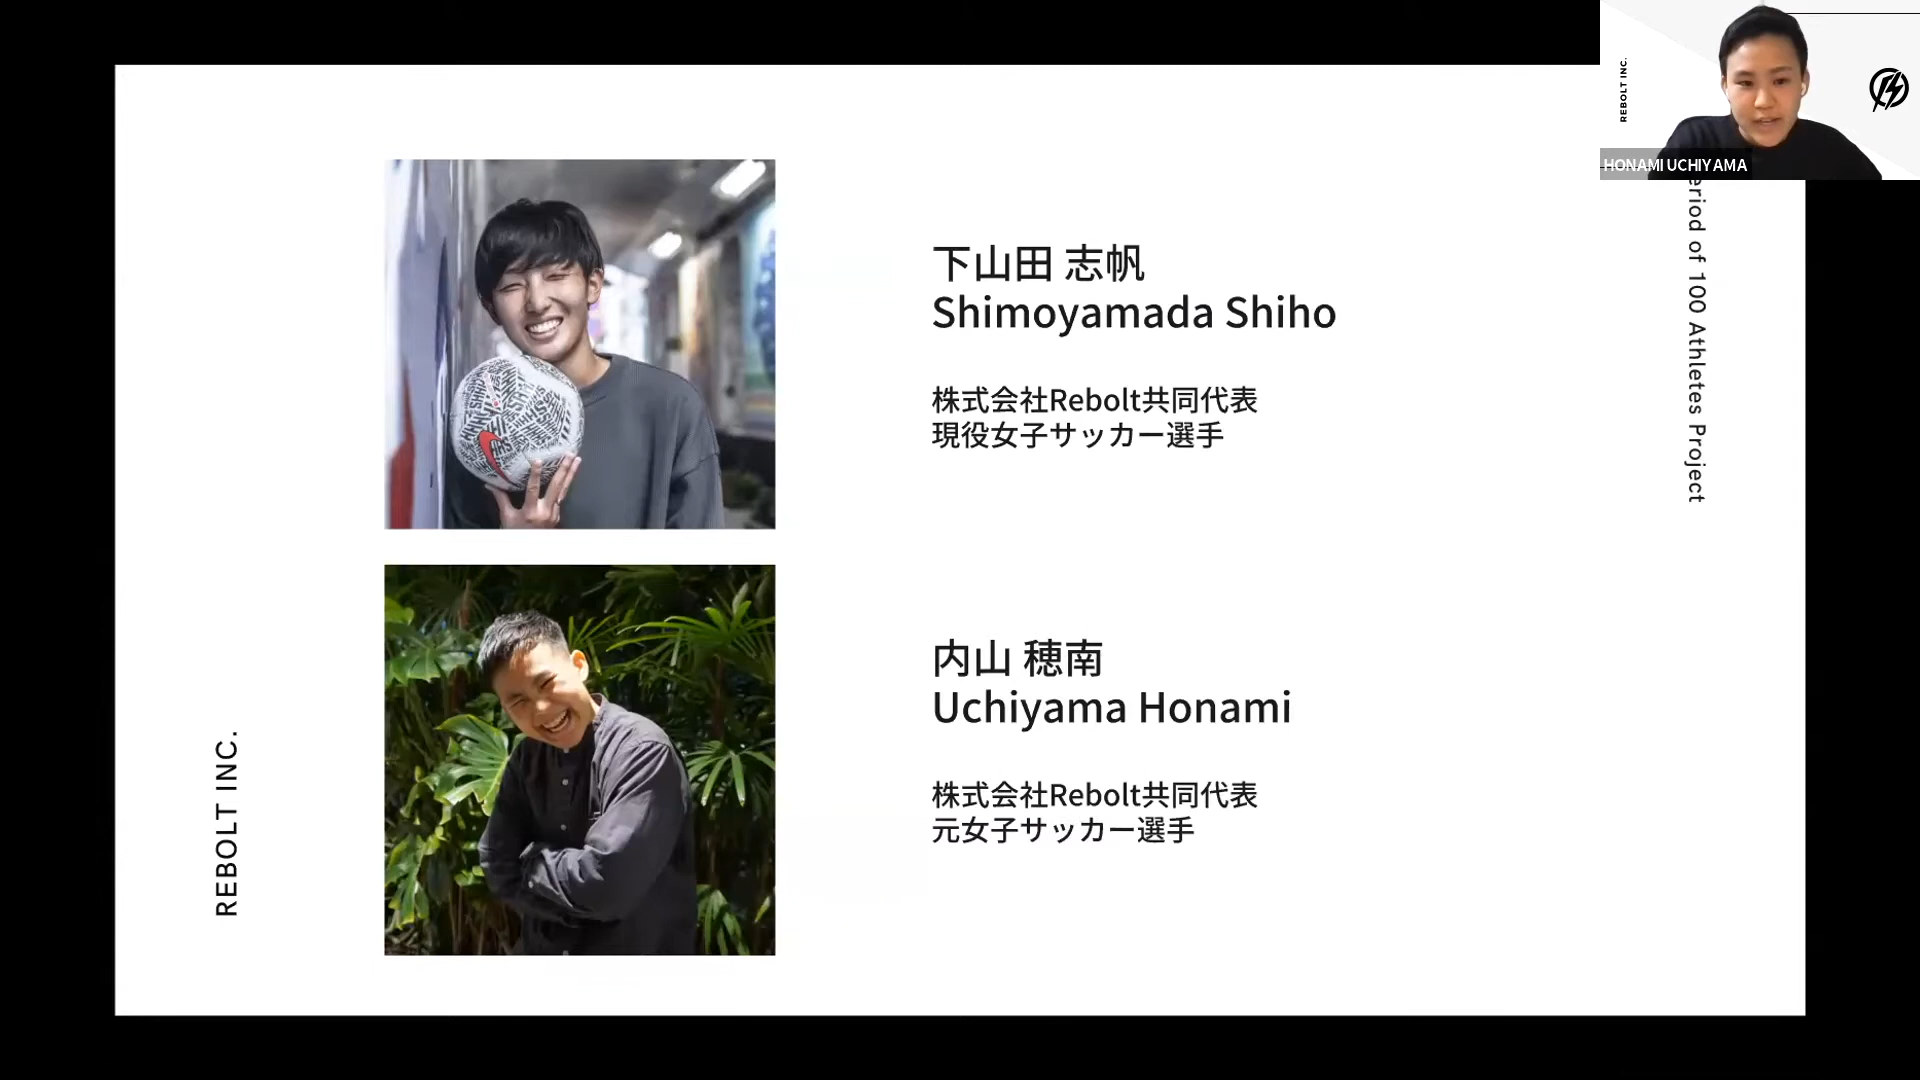 下山田 志帆
Shimoyamada Shiho
株式会社Rebolt共同代表
現役女子サッカー選手
内山 穂南
Uchiyama Honami
株式会社Rebolt共同代表
元女子サッカー選手
REBOLT INC.
of 100 Athletes Project
REBOLT INC.
HONAMI UCHIYAMA